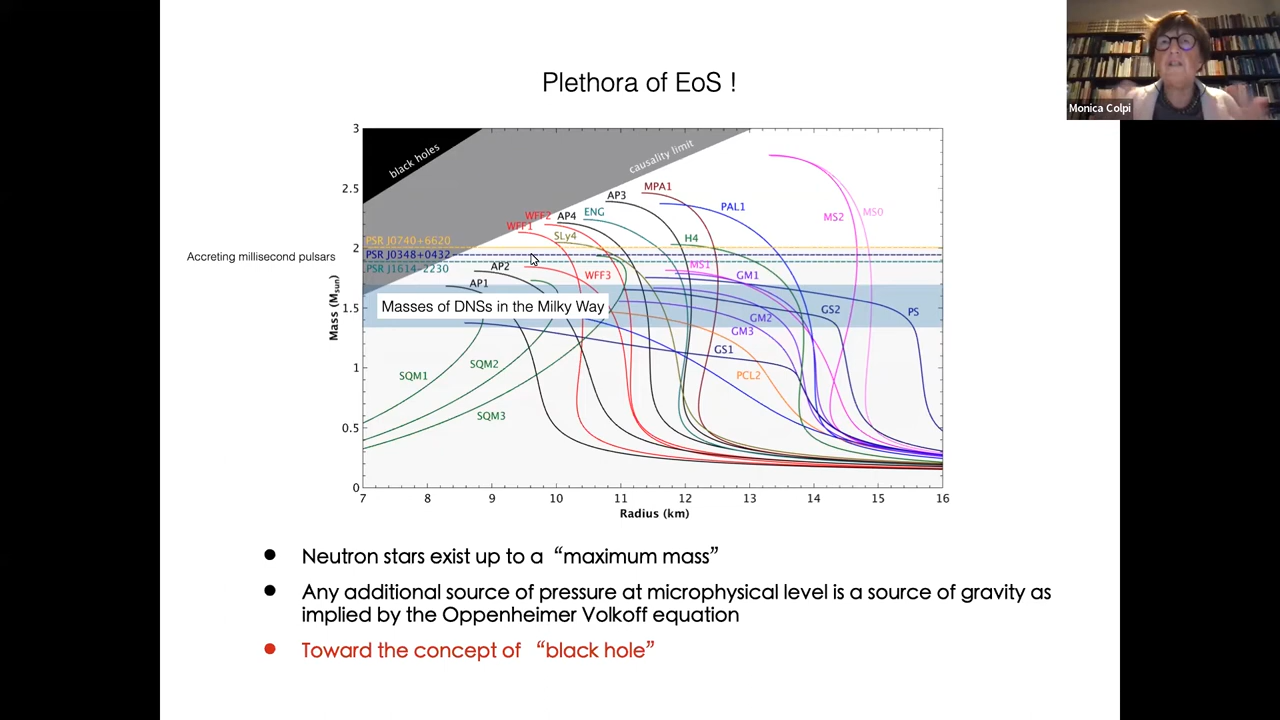 Plethora of EoS !
Monica Colpi
black holes
causality limit
MPA1
AP3
PAL1
WFF2
AP4
ENG
MS2
MS0
WFF1
SLy4
H4
PSR J0740+6620
Accreting millisecond pulsars
PSR J0348+0432
PSR J1614-2230
AP2
MS1
WFF3
GM1
AP1
Masses of DNSs in the Milky Way
GS2
PS
GM2
GM3
GS1
SQM1
SQM2
PCL2
SQM3
Mass (Msun)
3
2.5
2
1.5
1
0.5
0
7 8 9 10 11 12 13 14 15 16
Radius (km)
● Neutron stars exist up to a “maximum mass”
● Any additional source of pressure at microphysical level is a source of gravity as
implied by the Oppenheimer Volkoff equation
● Toward the concept of “black hole”